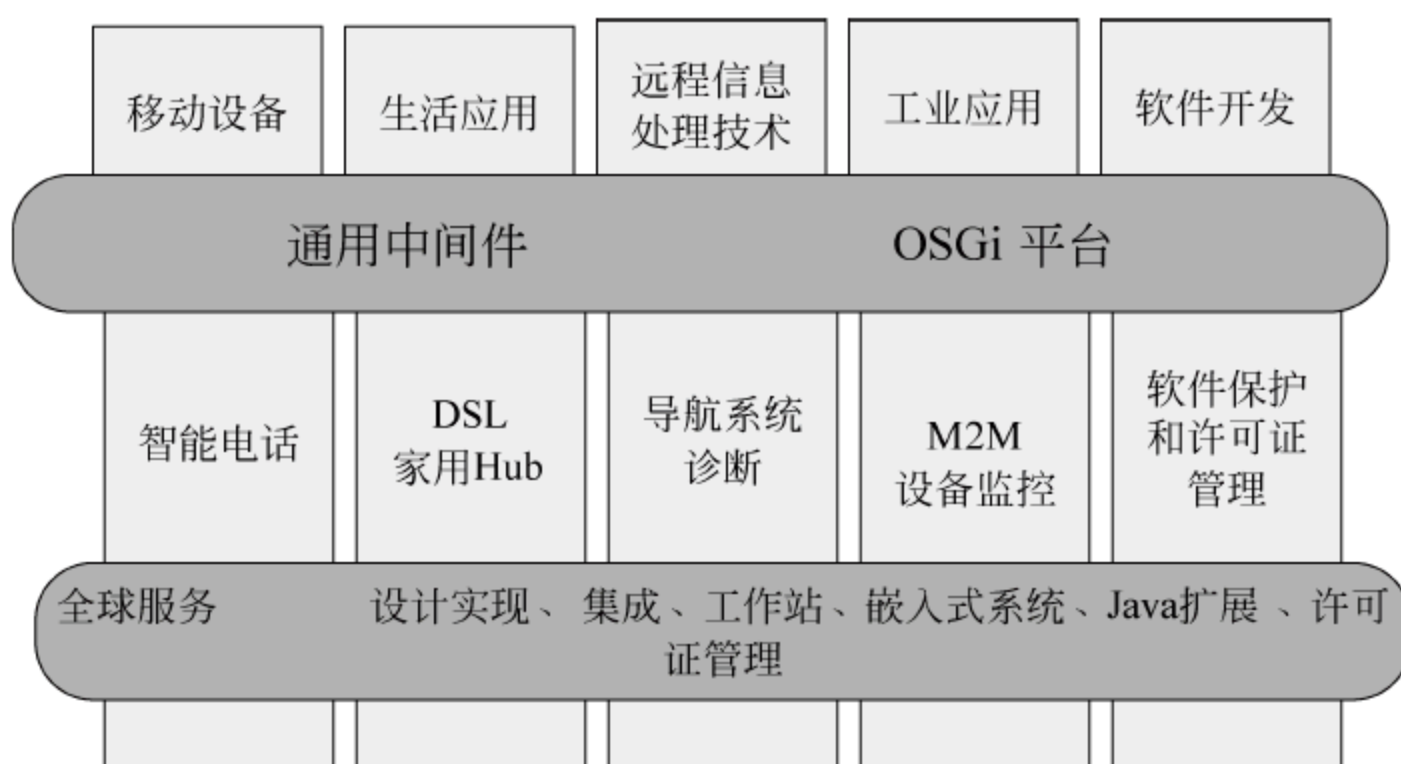 移动设备
生活应用
远程信息
处理技术
工业应用
软件开发
通用中间件 OSGi 平台
智能电话
DSL
家用Hub
导航系统
诊断
M2M
设备监控
软件保护
和许可证
管理
全球服务 设计实现、集成、工作站、嵌入式系统、Java扩展 、许可
证管理